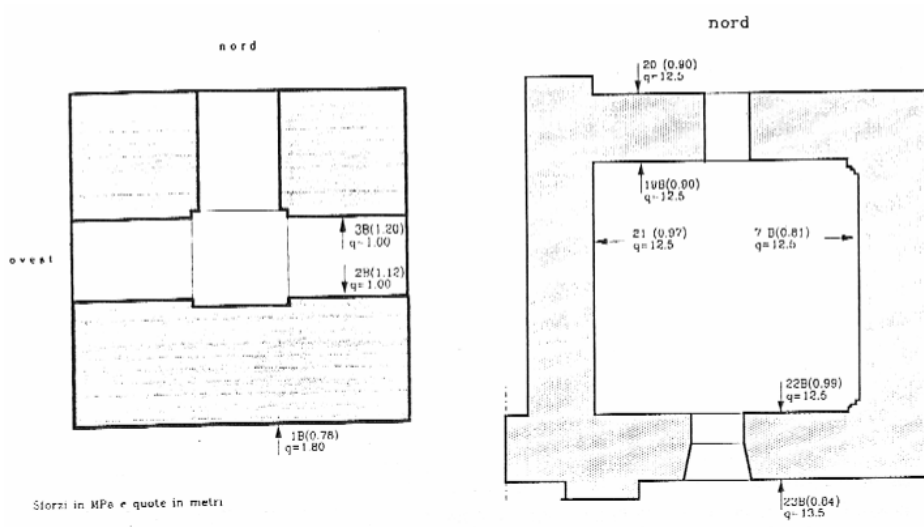 nord
ovest
3B(1.20)
q=1.00
2B(1.12)
q=1.00
1B(0.78)
q=1.80
Sforzi in MPa e quote in metri
nord
20 (0.90)
q=12.5
19B(0.90)
q=12.5
21 (0.97)
q=12.5
7 B(0.81)
q=12.5
22B(0.99)
q=12.5
23B(0.84)
q=13.5